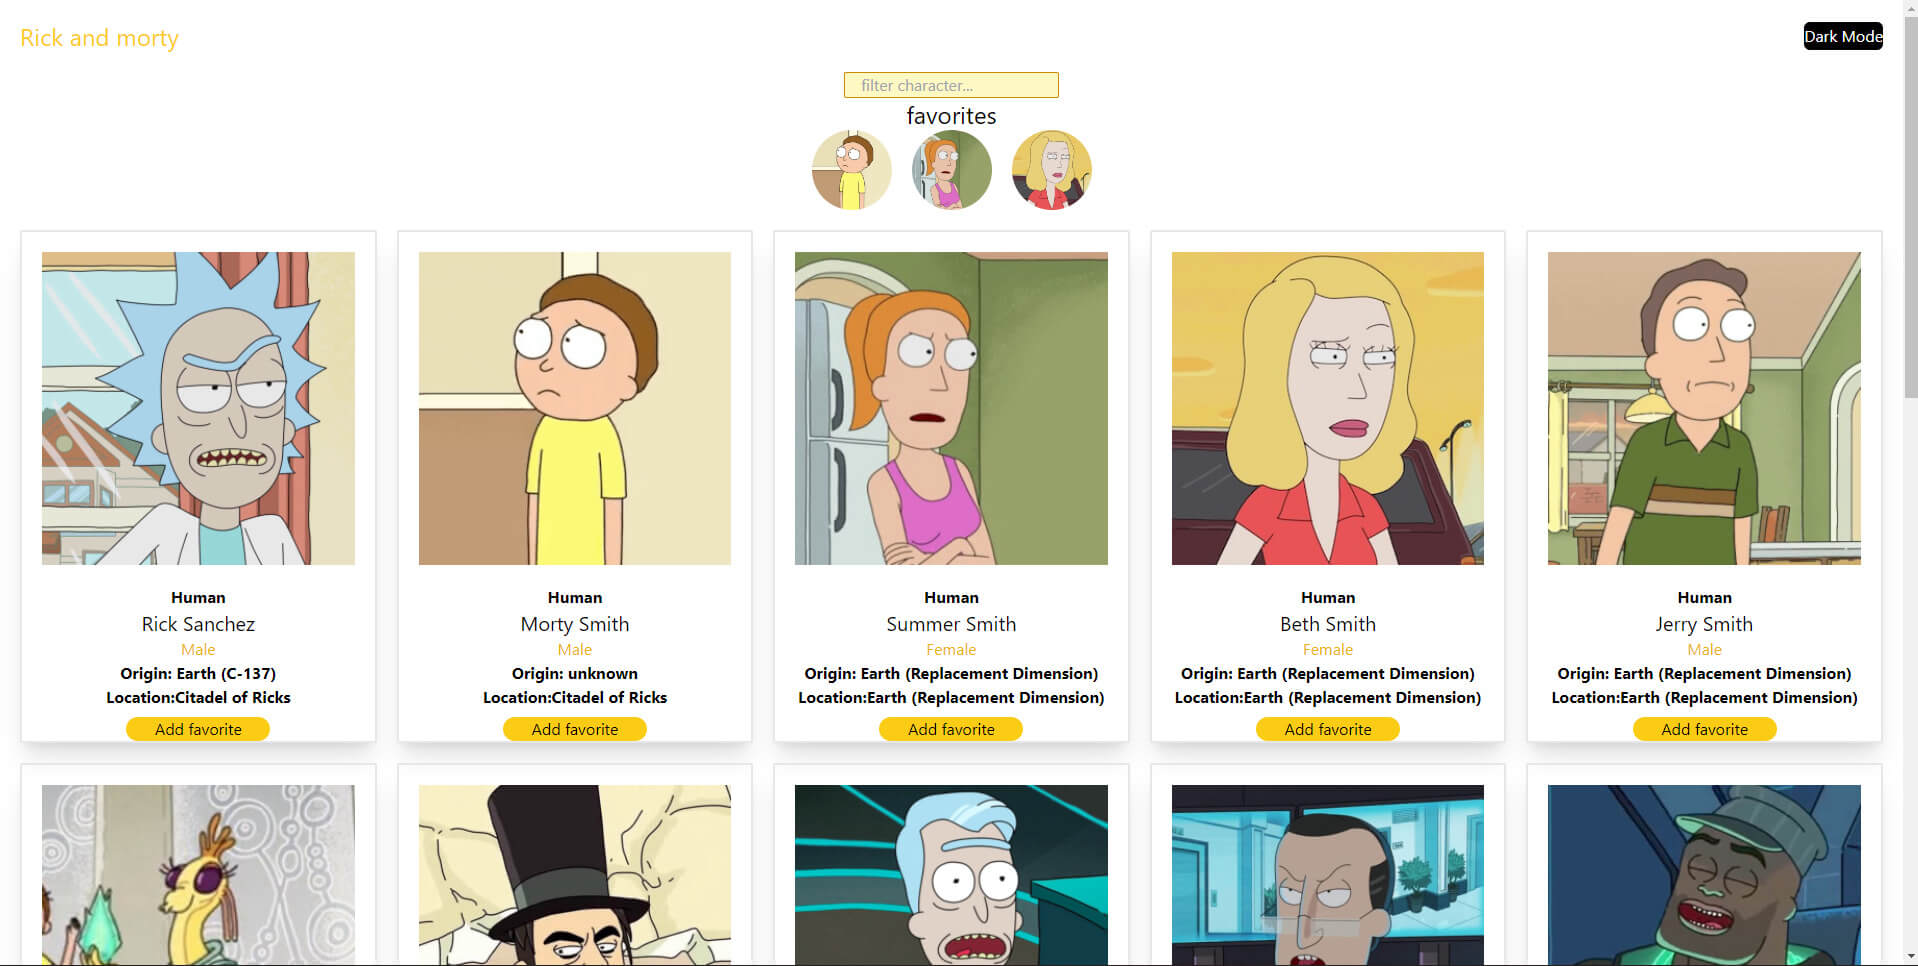 Rick and morty
Dark Mode
filter character...
favorites
Human
Rick Sanchez
Male
Origin: Earth (C-137)
Location:Citadel of Ricks
Add favorite
Human
Morty Smith
Male
Origin: unknown
Location:Citadel of Ricks
Add favorite
Human
Summer Smith
Female
Origin: Earth (Replacement Dimension)
Location:Earth (Replacement Dimension)
Add favorite
Human
Beth Smith
Female
Origin: Earth (Replacement Dimension)
Location:Earth (Replacement Dimension)
Add favorite
Human
Jerry Smith
Male
Origin: Earth (Replacement Dimension)
Location:Earth (Replacement Dimension)
Add favorite